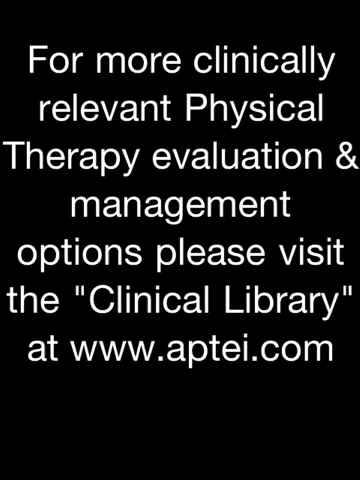 For more clinically
relevant Physical
Therapy evaluation &
management
options please visit
the "Clinical Library"
at www.aptei.com